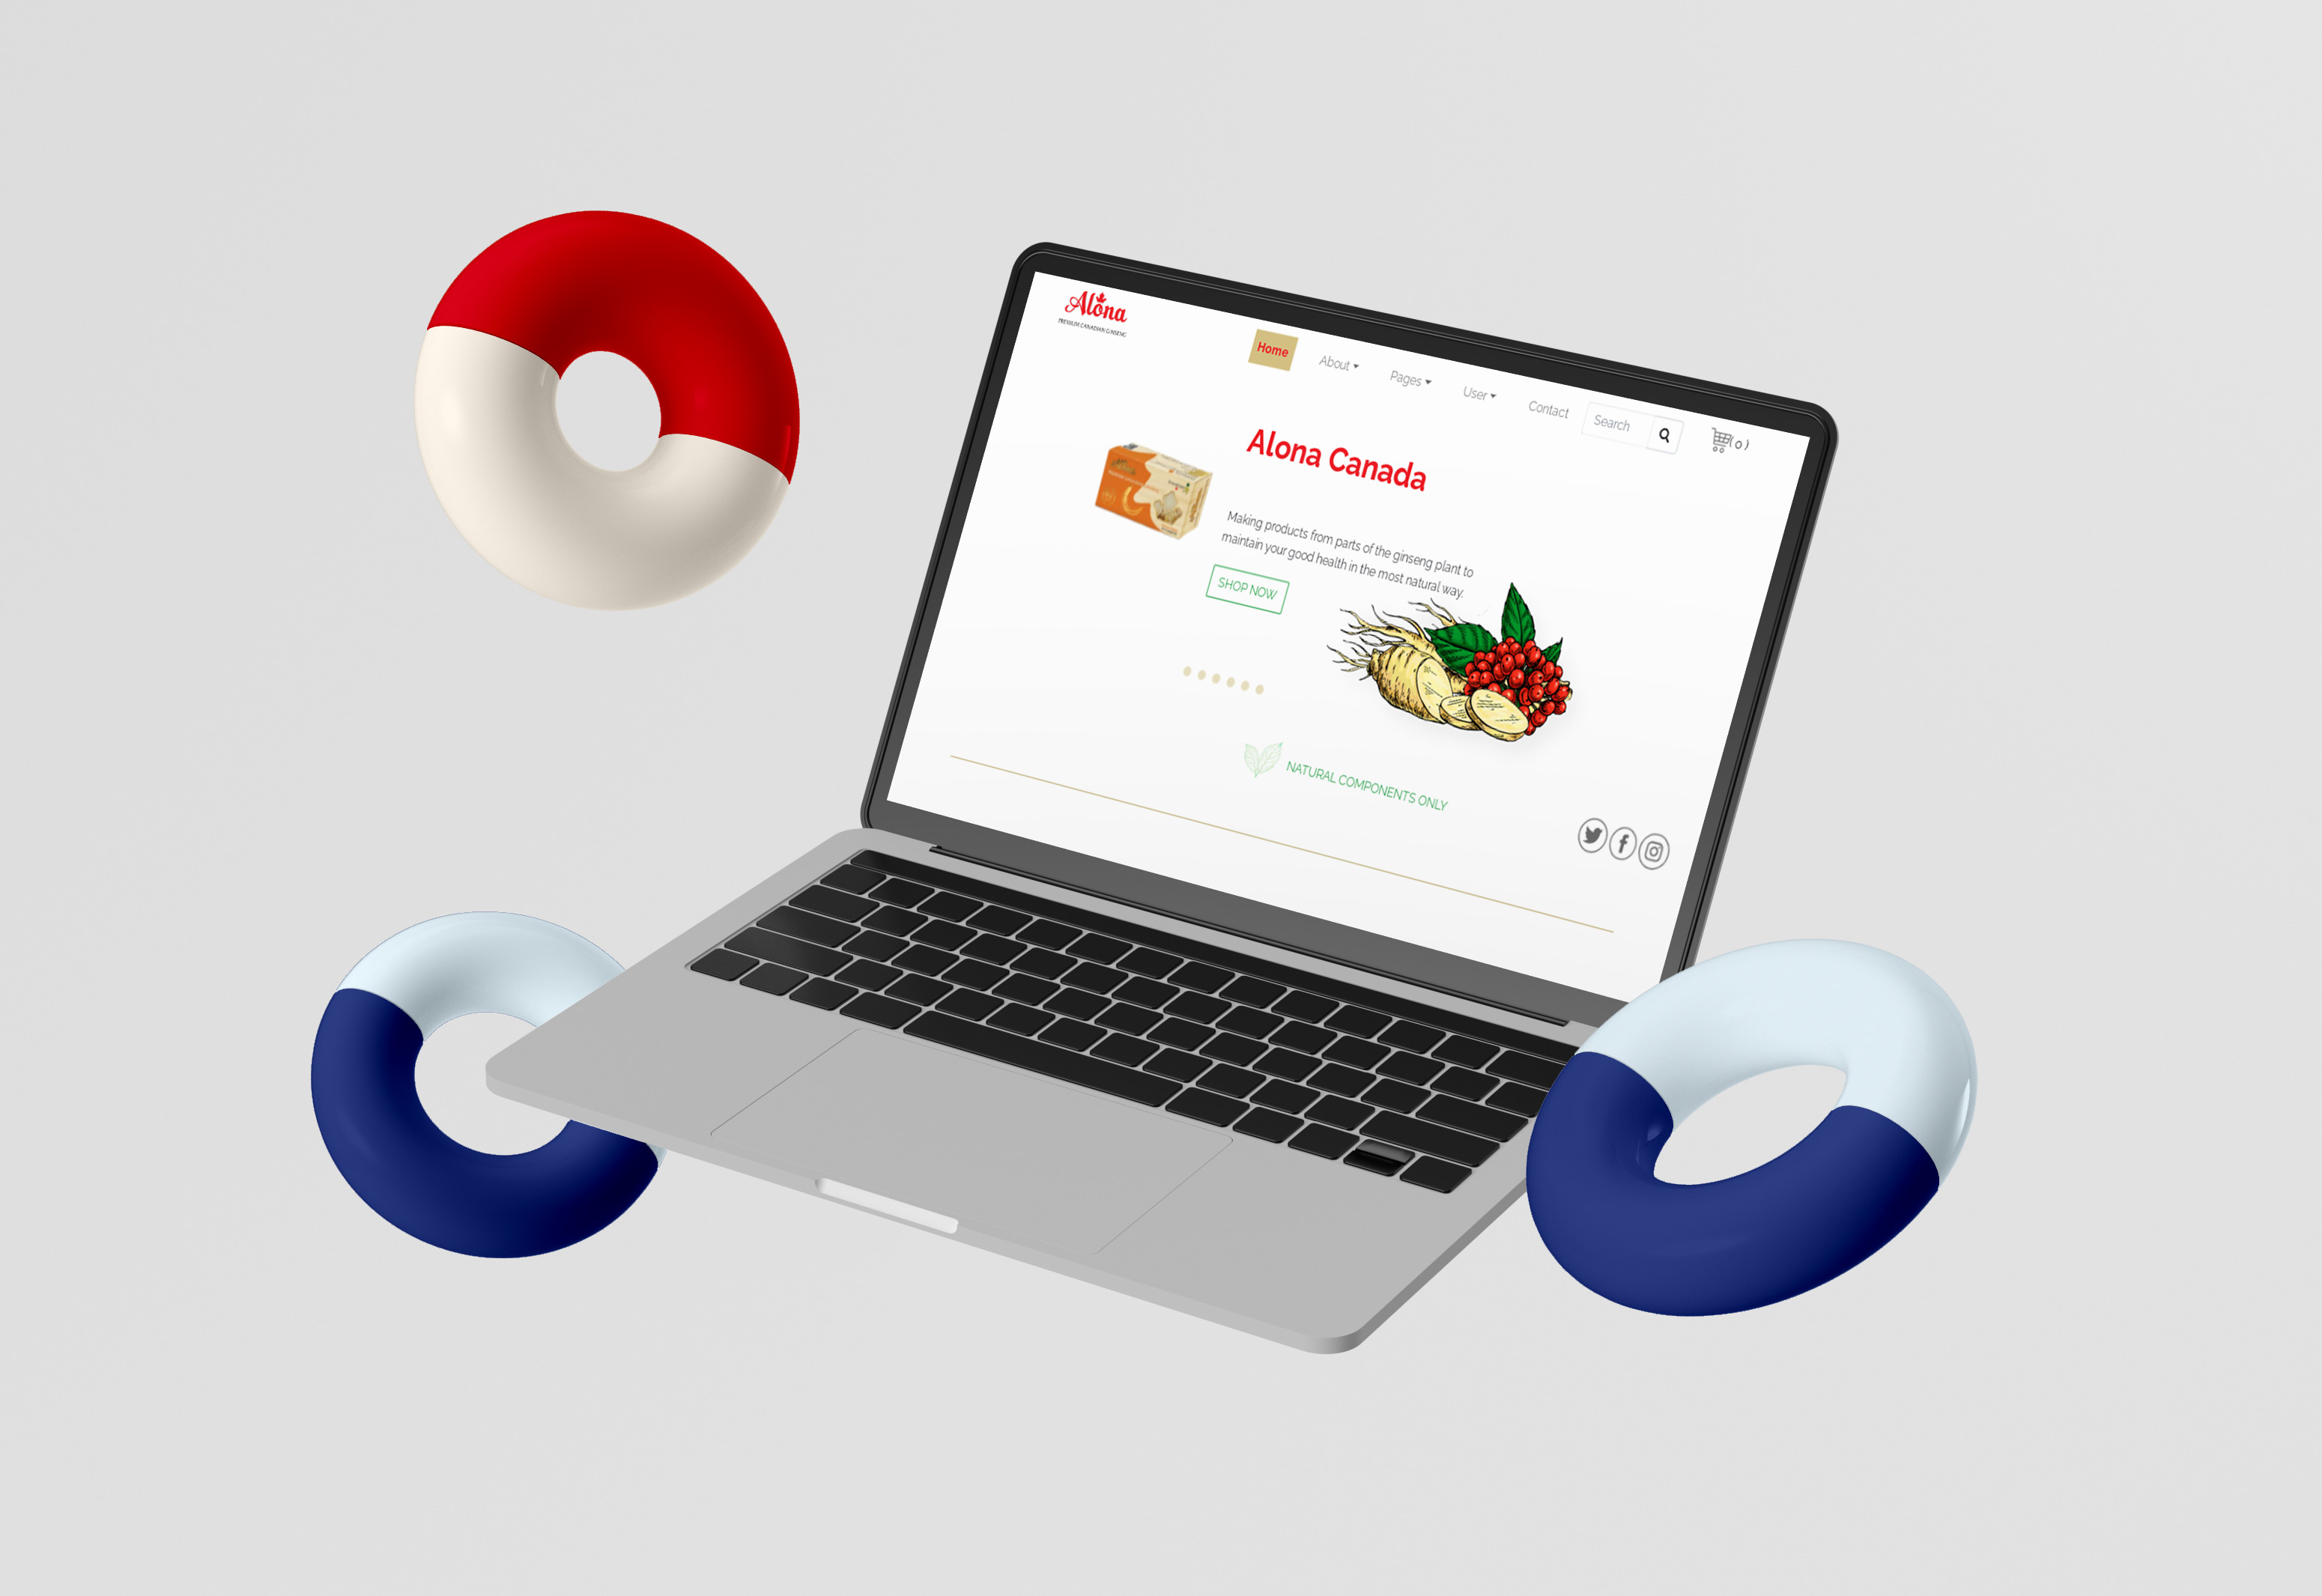 Alona
PREMIUM CANADIAN GINSENG
Home
About
Pages
User
Contact
Search
( 0 )
Alona Canada
Making products from parts of the ginseng plant to
maintain your good health in the most natural way.
SHOP NOW
NATURAL COMPONENTS ONLY